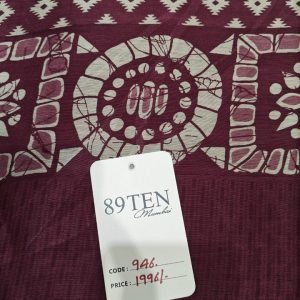 89TEN
Mumbai
CODE : 946.
PRICE : 1996/-